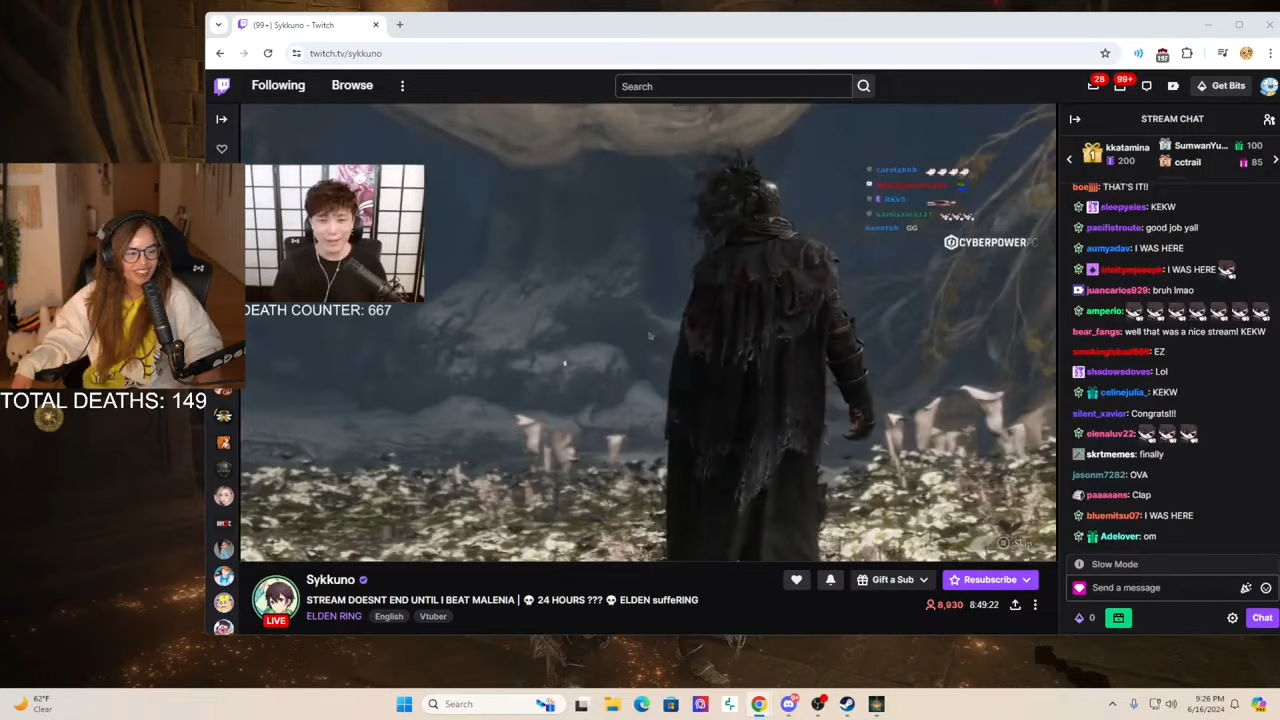 (99+) Sykkuno - Twitch
twitch.tv/sykkuno
197
Following
Browse
Search
28
99+
Get Bits
STREAM CHAT
kkatamina
200
SumwanYu...
100
cctrail
85
boejjjj: THAT'S IT!!
sleepyeles: KEKW
pacifistroute: good job yall
aumyadav: I WAS HERE
I WAS HERE
juancarlos929: bruh lmao
amperio:
bear_fangs: well that was a nice stream! KEKW
EZ
shadowsdoves: Lol
celinejulia_: KEKW
silent_xavior: Congrats!!!
elenaluv22:
skrtmemes: finally
jasonm7282: OVA
paaaaans: Clap
bluemitsu07: I WAS HERE
Adelover: om
Slow Mode
Send a message
0
Chat
GG
CYBERPOWERPC
DEATH COUNTER: 667
TOTAL DEATHS: 149
:Skip
Sykkuno
STREAM DOESNT END UNTIL I BEAT MALENIA | 💀 24 HOURS ??? 💀 ELDEN suffeRING
ELDEN RING
English
Vtuber
LIVE
Gift a Sub
Resubscribe
8,930
8:49:22
62°F
Clear
Search
9:26 PM
6/16/2024